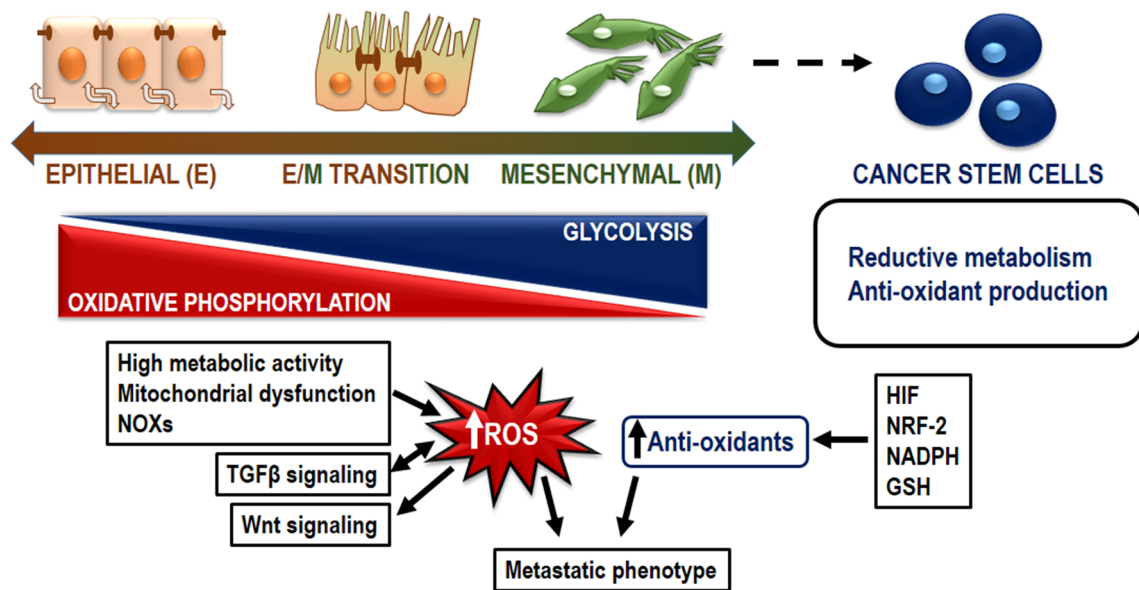 EPITHELIAL (E)
E/M TRANSITION
MESENCHYMAL (M)
CANCER STEM CELLS
GLYCOLYSIS
OXIDATIVE PHOSPHORYLATION
Reductive metabolism
Anti-oxidant production
High metabolic activity
Mitochondrial dysfunction
NOXs
TGFβ signaling
Wnt signaling
ROS
Anti-oxidants
HIF
NRF-2
NADPH
GSH
Metastatic phenotype